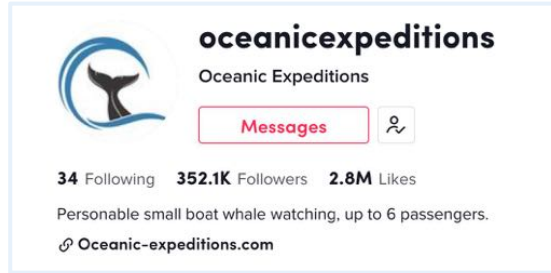 oceanicexpeditions
Oceanic Expeditions
Messages
34 Following 352.1K Followers 2.8M Likes
Personable small boat whale watching, up to 6 passengers.
Oceanic-expeditions.com